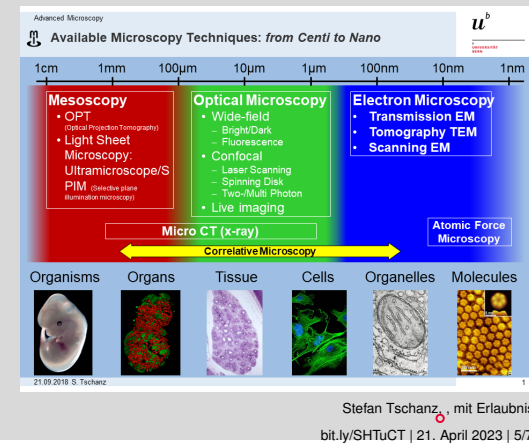 Advanced Microscopy
Available Microscopy Techniques: from Centi to Nano
u^b
UNIVERSITÄT
BERN
1cm 1mm 100µm 10µm 1µm 100nm 10nm 1nm
Mesoscopy
• OPT
(Optical Projection Tomography)
• Light Sheet
Microscopy:
Ultramicroscope/S
PIM (Selective plane
illumination microscopy)
Optical Microscopy
• Wide-field
– Bright/Dark
– Fluorescence
• Confocal
– Laser Scanning
– Spinning Disk
– Two-/Multi Photon
• Live imaging
Electron Microscopy
• Transmission EM
• Tomography TEM
• Scanning EM
Micro CT (x-ray)
Atomic Force
Microscopy
Correlative Microscopy
Organisms Organs Tissue Cells Organelles Molecules
21.09.2018 S. Tschanz 1
Stefan Tschanz, , mit Erlaubnis
bit.ly/SHTuCT | 21. April 2023 | 5/7